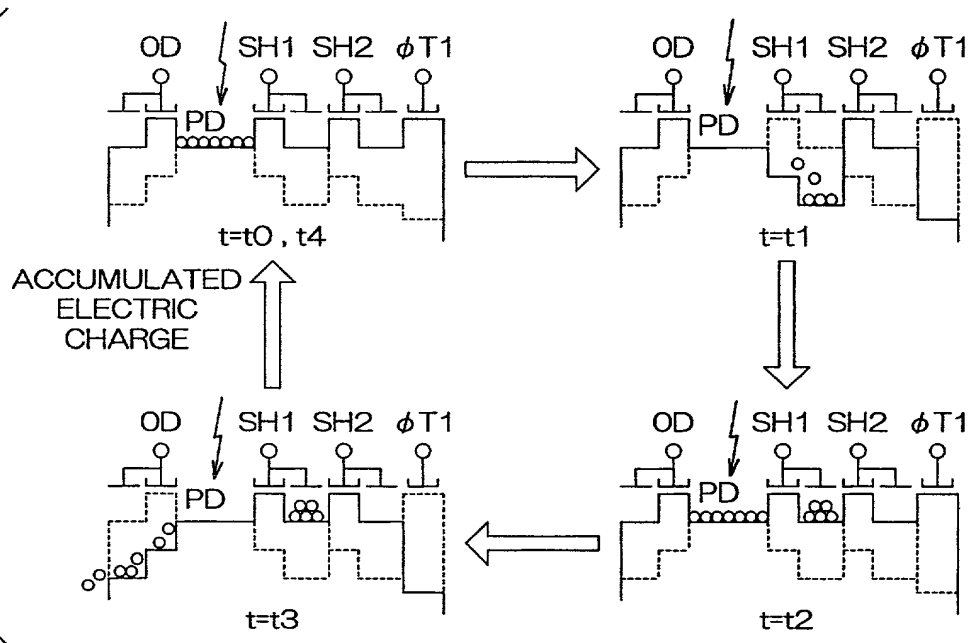 OD SH1 SH2 φT1
PD
t=t0 , t4
OD SH1 SH2 φT1
PD
t=t1
ACCUMULATED
ELECTRIC
CHARGE
OD SH1 SH2 φT1
PD
t=t3
OD SH1 SH2 φT1
PD
t=t2